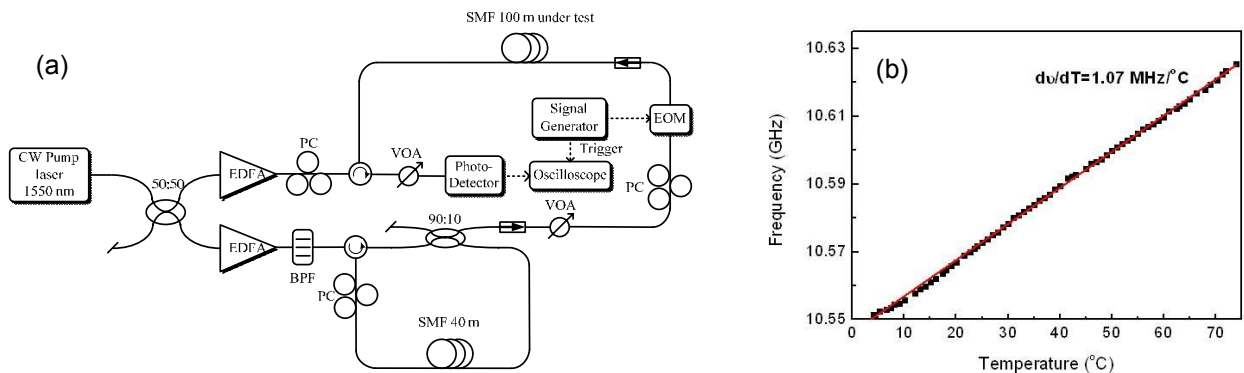 (a)
SMF 100 m under test
CW Pump
laser
1550 nm
50:50
EDFA
PC
VOA
Photo-
Detector
Signal
Generator
Trigger
Oscilloscope
EOM
PC
EDFA
BPF
PC
90:10
VOA
SMF 40 m
(b)
dυ/dT=1.07 MHz/°C
Frequency (GHz)
10.63
10.61
10.59
10.57
10.55
0 10 20 30 40 50 60 70
Temperature (°C)